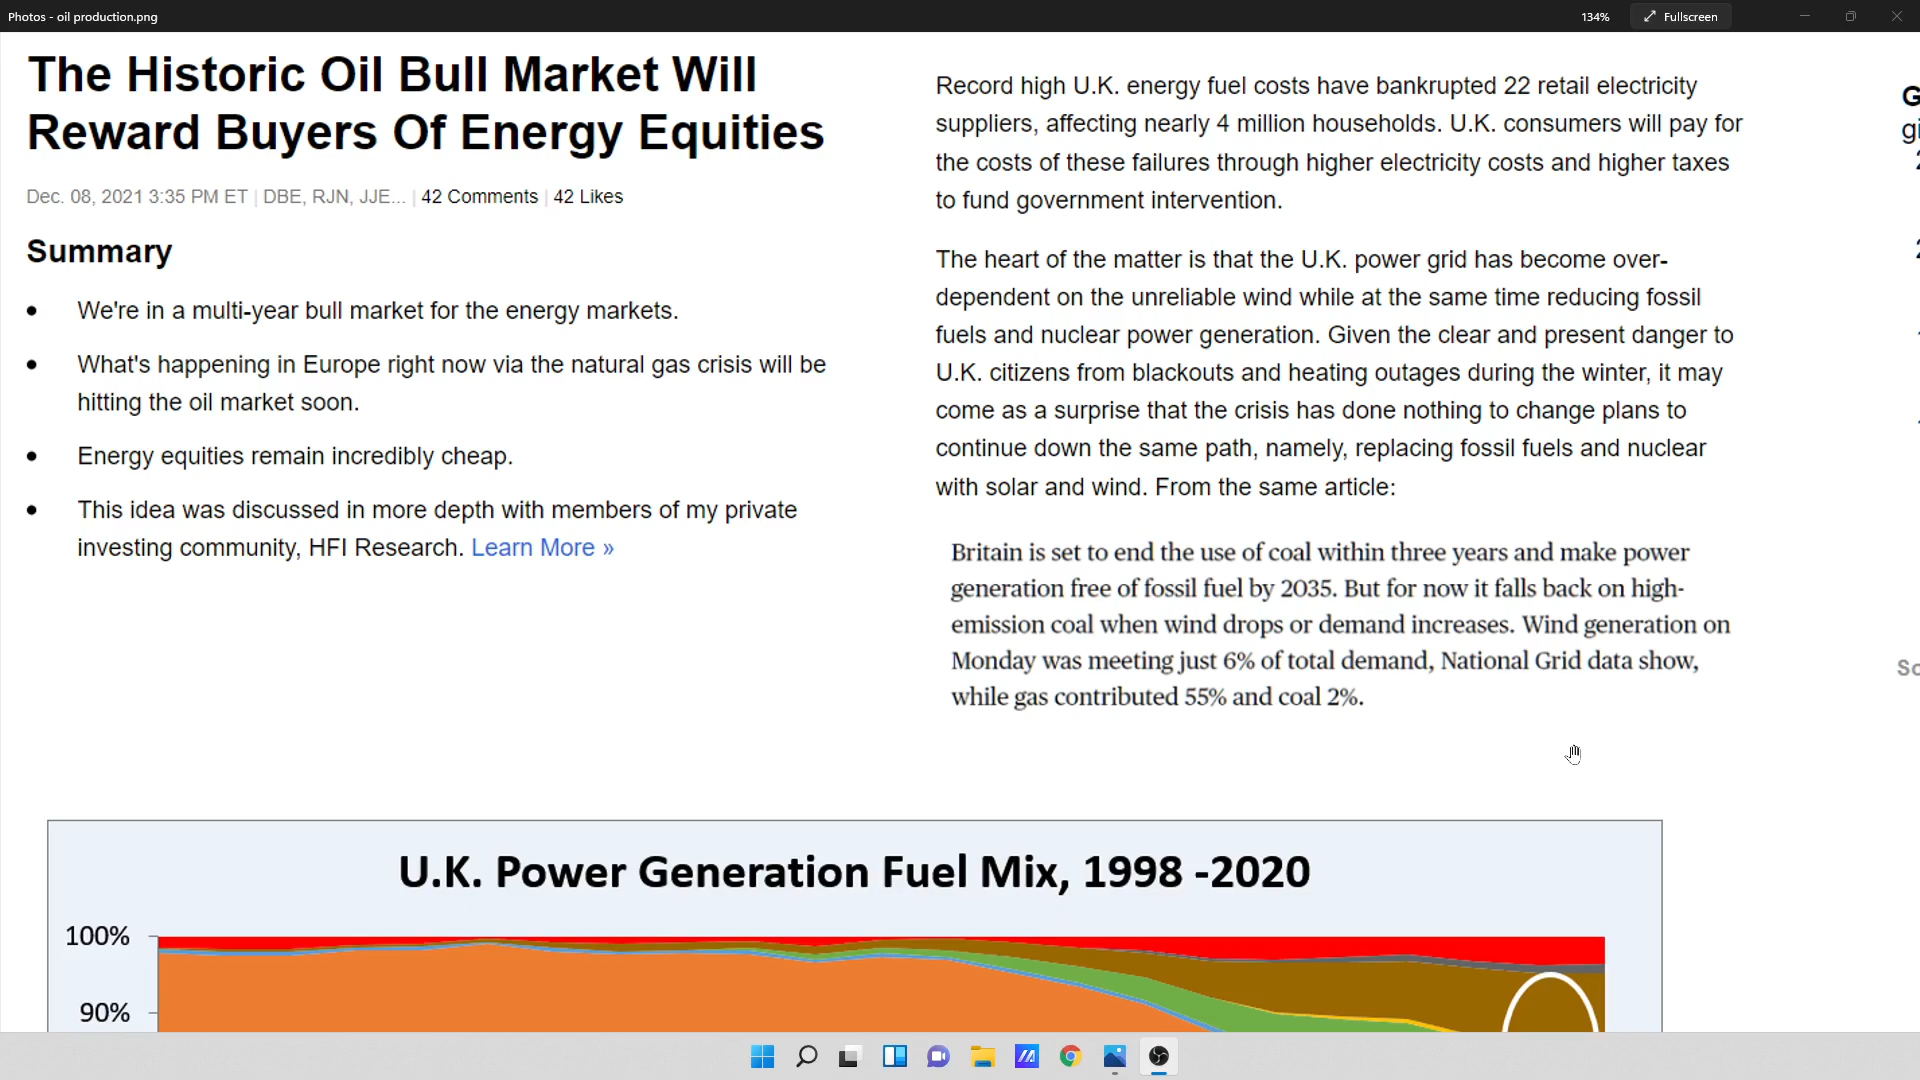 Photos - oil production.png
134%
Fullscreen
The Historic Oil Bull Market Will
Reward Buyers Of Energy Equities
Dec. 08, 2021 3:35 PM ET | DBE, RJN, JJE... | 42 Comments | 42 Likes
Summary
• We're in a multi-year bull market for the energy markets.
• What's happening in Europe right now via the natural gas crisis will be
hitting the oil market soon.
• Energy equities remain incredibly cheap.
• This idea was discussed in more depth with members of my private
investing community, HFI Research. Learn More »
Record high U.K. energy fuel costs have bankrupted 22 retail electricity
suppliers, affecting nearly 4 million households. U.K. consumers will pay for
the costs of these failures through higher electricity costs and higher taxes
to fund government intervention.
The heart of the matter is that the U.K. power grid has become over-
dependent on the unreliable wind while at the same time reducing fossil
fuels and nuclear power generation. Given the clear and present danger to
U.K. citizens from blackouts and heating outages during the winter, it may
come as a surprise that the crisis has done nothing to change plans to
continue down the same path, namely, replacing fossil fuels and nuclear
with solar and wind. From the same article:
Britain is set to end the use of coal within three years and make power
generation free of fossil fuel by 2035. But for now it falls back on high-
emission coal when wind drops or demand increases. Wind generation on
Monday was meeting just 6% of total demand, National Grid data show,
while gas contributed 55% and coal 2%.
U.K. Power Generation Fuel Mix, 1998 -2020
100%
90%